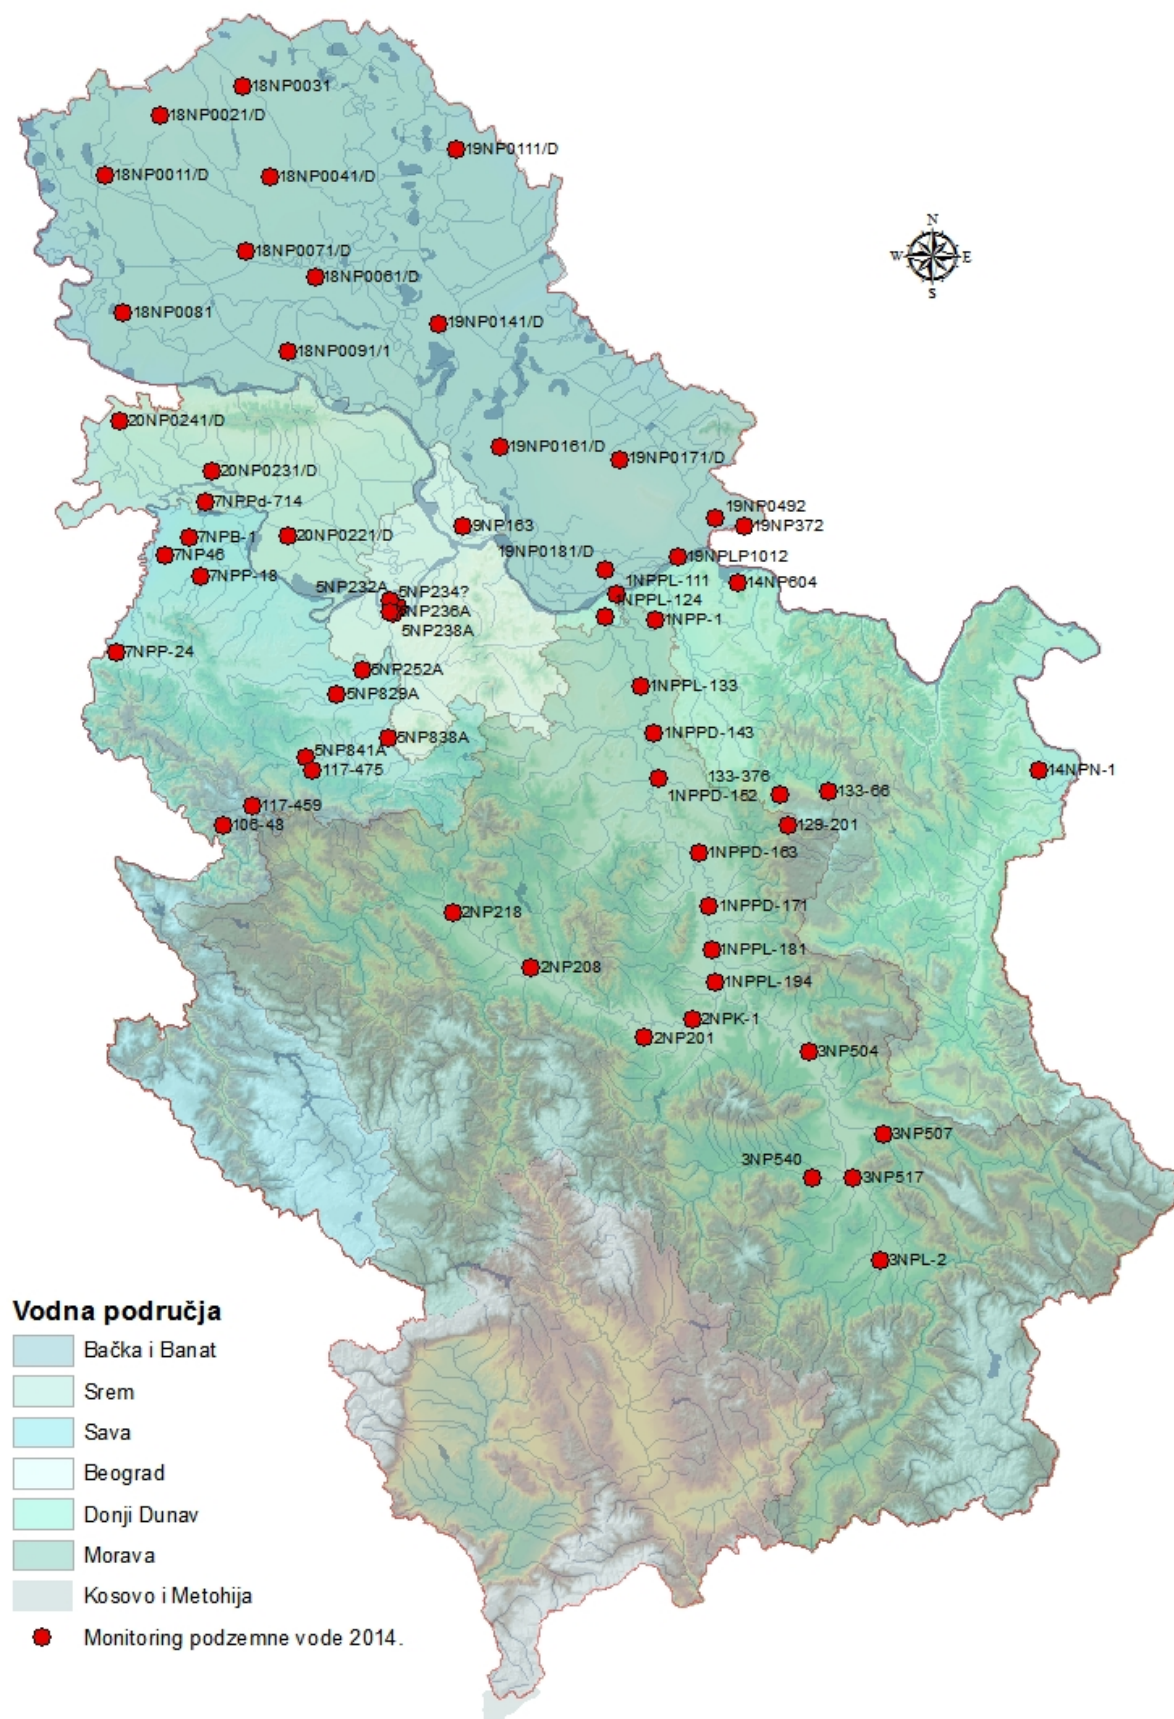 18NP0031
18NP0021/D
19NP0111/D
18NP0011/D
18NP0041/D
N
W
E
S
18NP0071/D
18NP0061/D
18NP0081
19NP0141/D
18NP0091/1
20NP0241/D
19NP0161/D
19NP0171/D
20NP0231/D
7NPPd-714
19NP0492
9NP163
19NP372
7NPB-1
20NP0221/D
19NP0181/D
7NP46
19NPLP1012
7NPP-18
5NP232A
5NP234?
1NPPL-111
14NP604
1NPPL-124
5NP236A
5NP238A
1NPP-1
7NPP-24
5NP252A
5NP829A
1NPPL-133
5NP838A
1NPPD-143
5NP841A
117-475
133-376
1NPPD-152
133-66
14NPN-1
117-459
106-48
129-201
1NPPD-163
2NP218
1NPPD-171
1NPPL-181
2NP208
1NPPL-194
2NPK-1
2NP201
3NP504
3NP507
3NP540
3NP517
3NPL-2
Vodna područja
Bačka i Banat
Srem
Sava
Beograd
Donji Dunav
Morava
Kosovo i Metohija
Monitoring podzemne vode 2014.